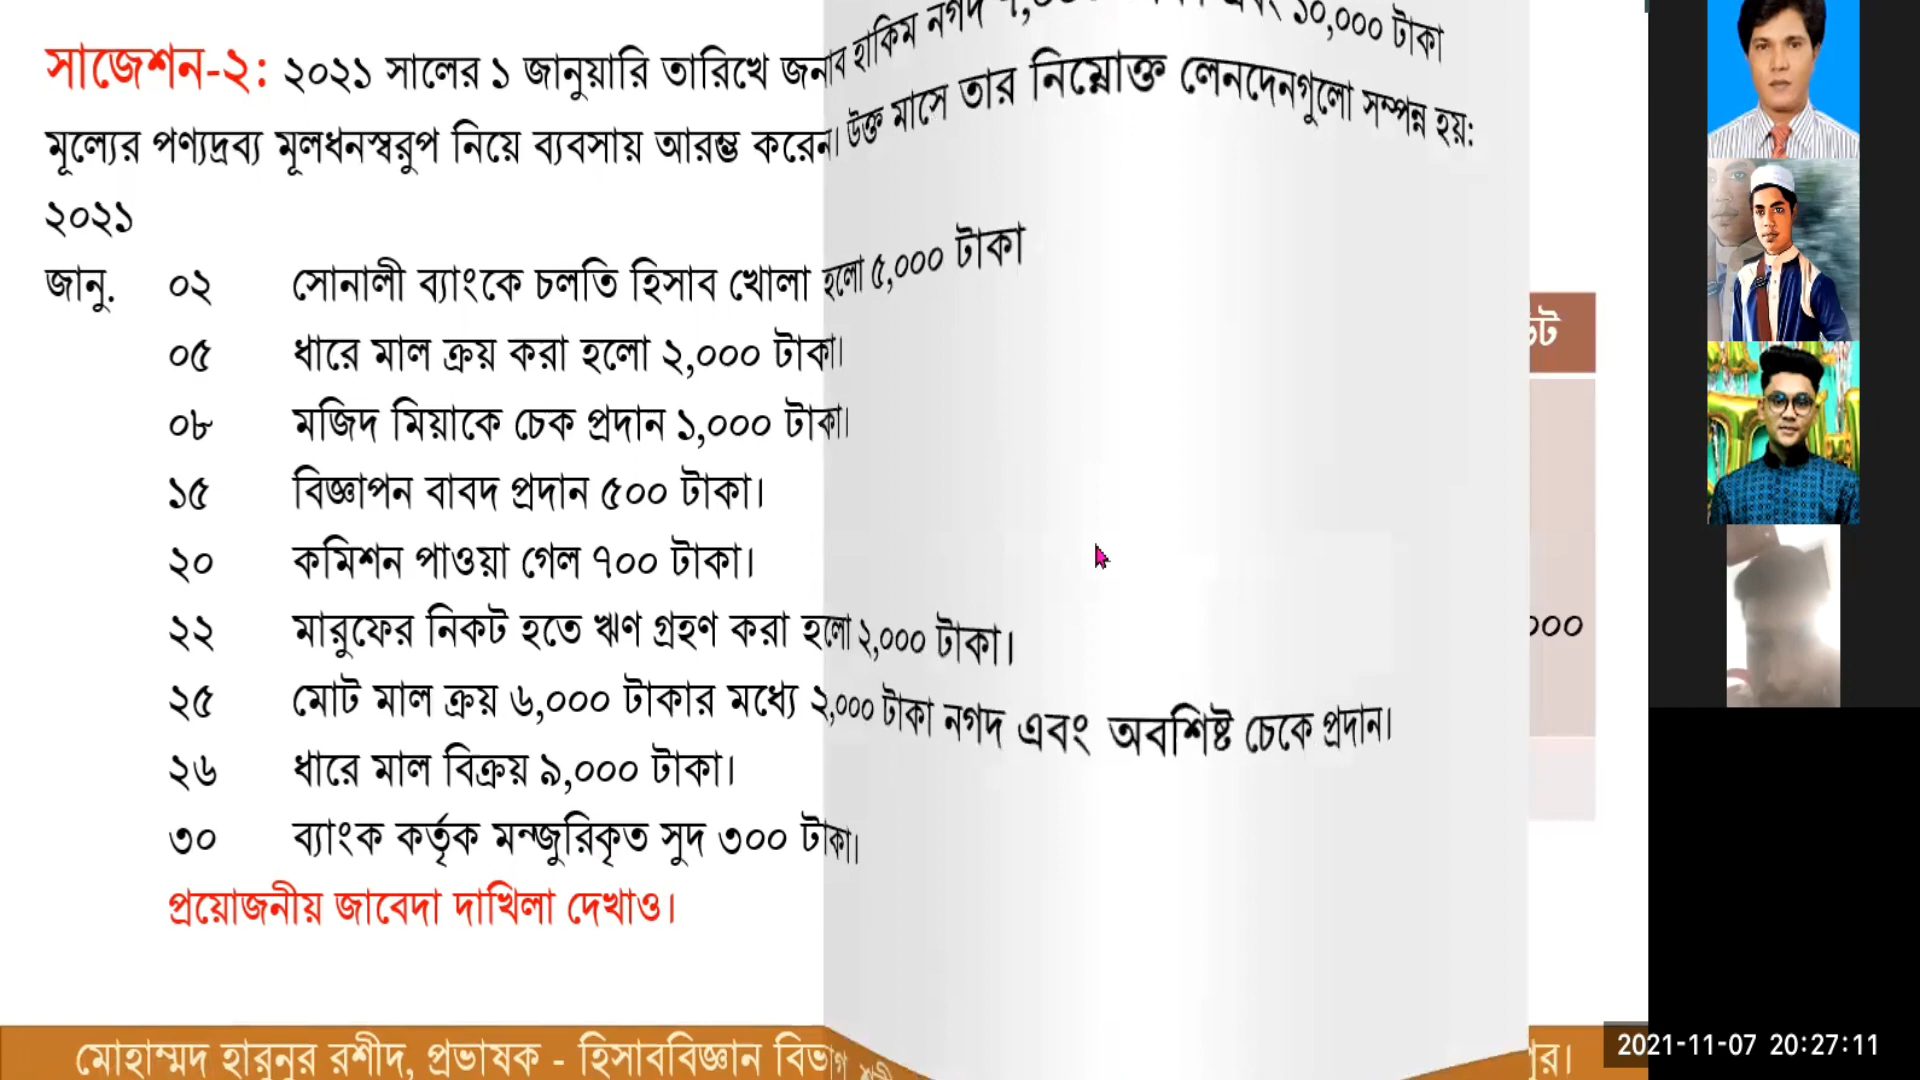 সাজেশন-২: ২০২১ সালের ১ জানুয়ারি তারিখে জনাব হাকিম নগদ এবং ১০,০০০ টাকা
মূল্যের পণ্যদ্রব্য মূলধনস্বরুপ নিয়ে ব্যবসায় আরম্ভ করেন। উক্ত মাসে তার নিম্নোক্ত লেনদেনগুলো সম্পন্ন হয়:
২০২১
জানু. ০২ সোনালী ব্যাংকে চলতি হিসাব খোলা হলো ৫,০০০ টাকা
০৫ ধারে মাল ক্রয় করা হলো ২,০০০ টাকা।
০৮ মজিদ মিয়াকে চেক প্রদান ১,০০০ টাকা।
১৫ বিজ্ঞাপন বাবদ প্রদান ৫০০ টাকা।
২০ কমিশন পাওয়া গেল ৭০০ টাকা।
২২ মারুফের নিকট হতে ঋণ গ্রহণ করা হলো ২,০০০ টাকা।
২৫ মোট মাল ক্রয় ৬,০০০ টাকার মধ্যে ২,০০০ টাকা নগদ এবং অবশিষ্ট চেকে প্রদান।
২৬ ধারে মাল বিক্রয় ৯,০০০ টাকা।
৩০ ব্যাংক কর্তৃক মন্জুরিকৃত সুদ ৩০০ টাকা।
প্রয়োজনীয় জাবেদা দাখিলা দেখাও।
মোহাম্মদ হারুনুর রশীদ, প্রভাষক - হিসাববিজ্ঞান বিভাগ
2021-11-07 20:27:11